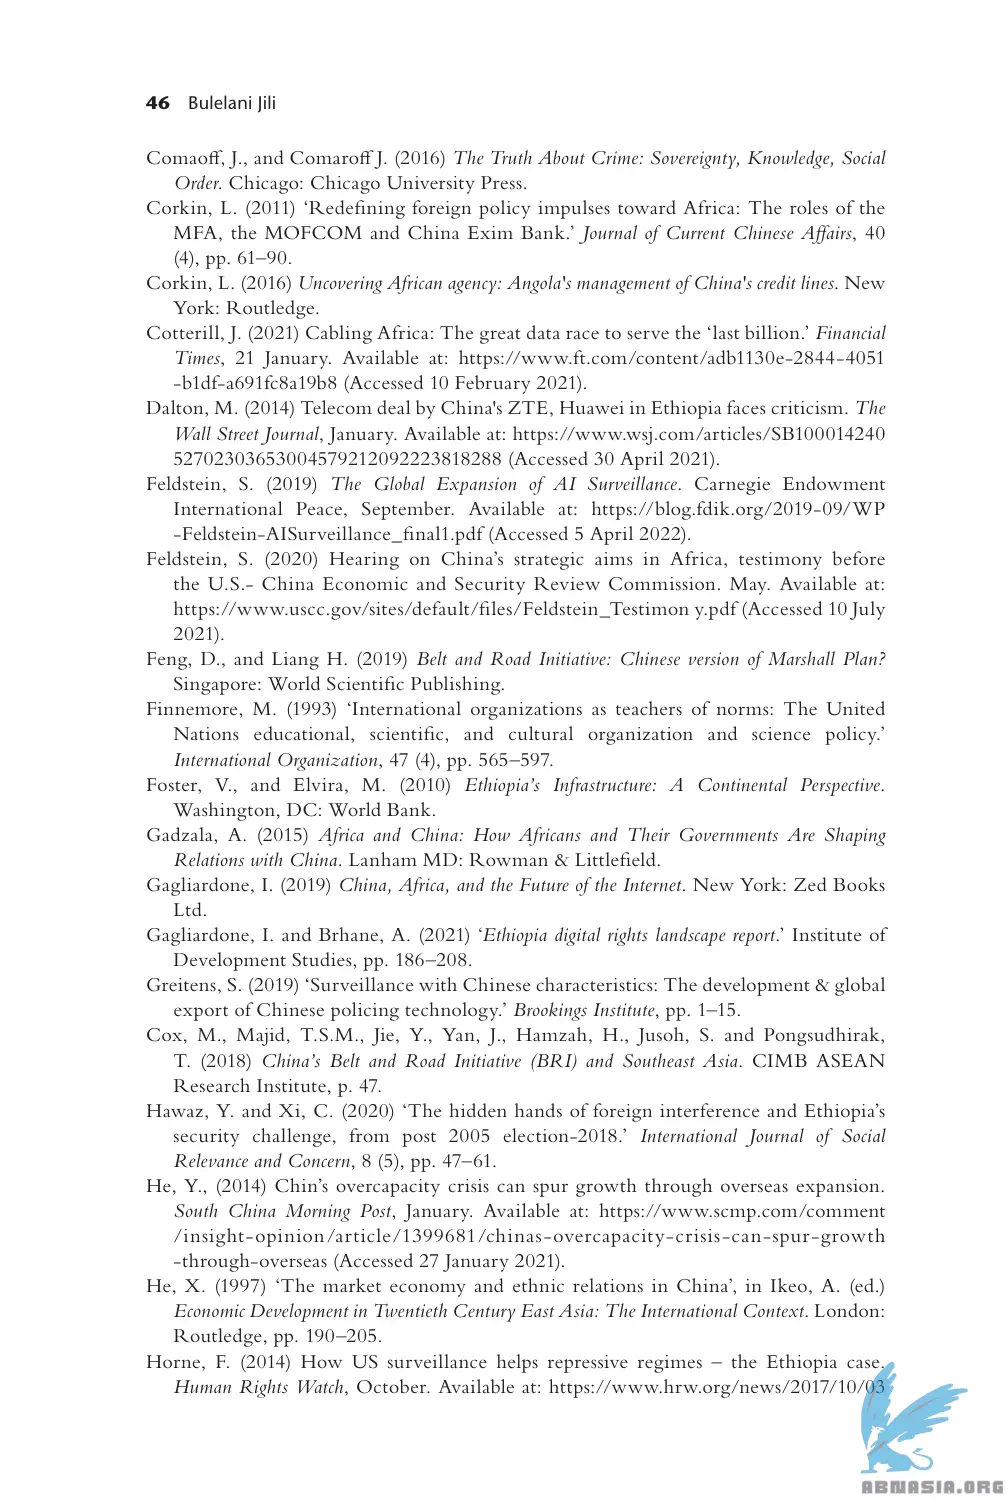 46 Bulelani Jili
Comaoff, J., and Comaroff J. (2016) The Truth About Crime: Sovereignty, Knowledge, Social
Order. Chicago: Chicago University Press.
Corkin, L. (2011) ‘Redefining foreign policy impulses toward Africa: The roles of the
MFA, the MOFCOM and China Exim Bank.’ Journal of Current Chinese Affairs, 40
(4), pp. 61–90.
Corkin, L. (2016) Uncovering African agency: Angola's management of China's credit lines. New
York: Routledge.
Cotterill, J. (2021) Cabling Africa: The great data race to serve the ‘last billion.’ Financial
Times, 21 January. Available at: https://www.ft.com/content/adb1130e-2844-4051
-b1df-a691fc8a19b8 (Accessed 10 February 2021).
Dalton, M. (2014) Telecom deal by China's ZTE, Huawei in Ethiopia faces criticism. The
Wall Street Journal, January. Available at: https://www.wsj.com/articles/SB100014240
52702303653004579212092223818288 (Accessed 30 April 2021).
Feldstein, S. (2019) The Global Expansion of AI Surveillance. Carnegie Endowment
International Peace, September. Available at: https://blog.fdik.org/2019-09/WP
-Feldstein-AISurveillance_final1.pdf (Accessed 5 April 2022).
Feldstein, S. (2020) Hearing on China’s strategic aims in Africa, testimony before
the U.S.- China Economic and Security Review Commission. May. Available at:
https://www.uscc.gov/sites/default/files/Feldstein_Testimon y.pdf (Accessed 10 July
2021).
Feng, D., and Liang H. (2019) Belt and Road Initiative: Chinese version of Marshall Plan?
Singapore: World Scientific Publishing.
Finnemore, M. (1993) ‘International organizations as teachers of norms: The United
Nations educational, scientific, and cultural organization and science policy.’
International Organization, 47 (4), pp. 565–597.
Foster, V., and Elvira, M. (2010) Ethiopia’s Infrastructure: A Continental Perspective.
Washington, DC: World Bank.
Gadzala, A. (2015) Africa and China: How Africans and Their Governments Are Shaping
Relations with China. Lanham MD: Rowman & Littlefield.
Gagliardone, I. (2019) China, Africa, and the Future of the Internet. New York: Zed Books
Ltd.
Gagliardone, I. and Brhane, A. (2021) ‘Ethiopia digital rights landscape report.’ Institute of
Development Studies, pp. 186–208.
Greitens, S. (2019) ‘Surveillance with Chinese characteristics: The development & global
export of Chinese policing technology.’ Brookings Institute, pp. 1–15.
Cox, M., Majid, T.S.M., Jie, Y., Yan, J., Hamzah, H., Jusoh, S. and Pongsudhirak,
T. (2018) China’s Belt and Road Initiative (BRI) and Southeast Asia. CIMB ASEAN
Research Institute, p. 47.
Hawaz, Y. and Xi, C. (2020) ‘The hidden hands of foreign interference and Ethiopia’s
security challenge, from post 2005 election-2018.’ International Journal of Social
Relevance and Concern, 8 (5), pp. 47–61.
He, Y., (2014) Chin’s overcapacity crisis can spur growth through overseas expansion.
South China Morning Post, January. Available at: https://www.scmp.com/comment
/insight-opinion/article/1399681/chinas-overcapacity-crisis-can-spur-growth
-through-overseas (Accessed 27 January 2021).
He, X. (1997) ‘The market economy and ethnic relations in China’, in Ikeo, A. (ed.)
Economic Development in Twentieth Century East Asia: The International Context. London:
Routledge, pp. 190–205.
Horne, F. (2014) How US surveillance helps repressive regimes – the Ethiopia case.
Human Rights Watch, October. Available at: https://www.hrw.org/news/2017/10/03
ABNASIA.ORG